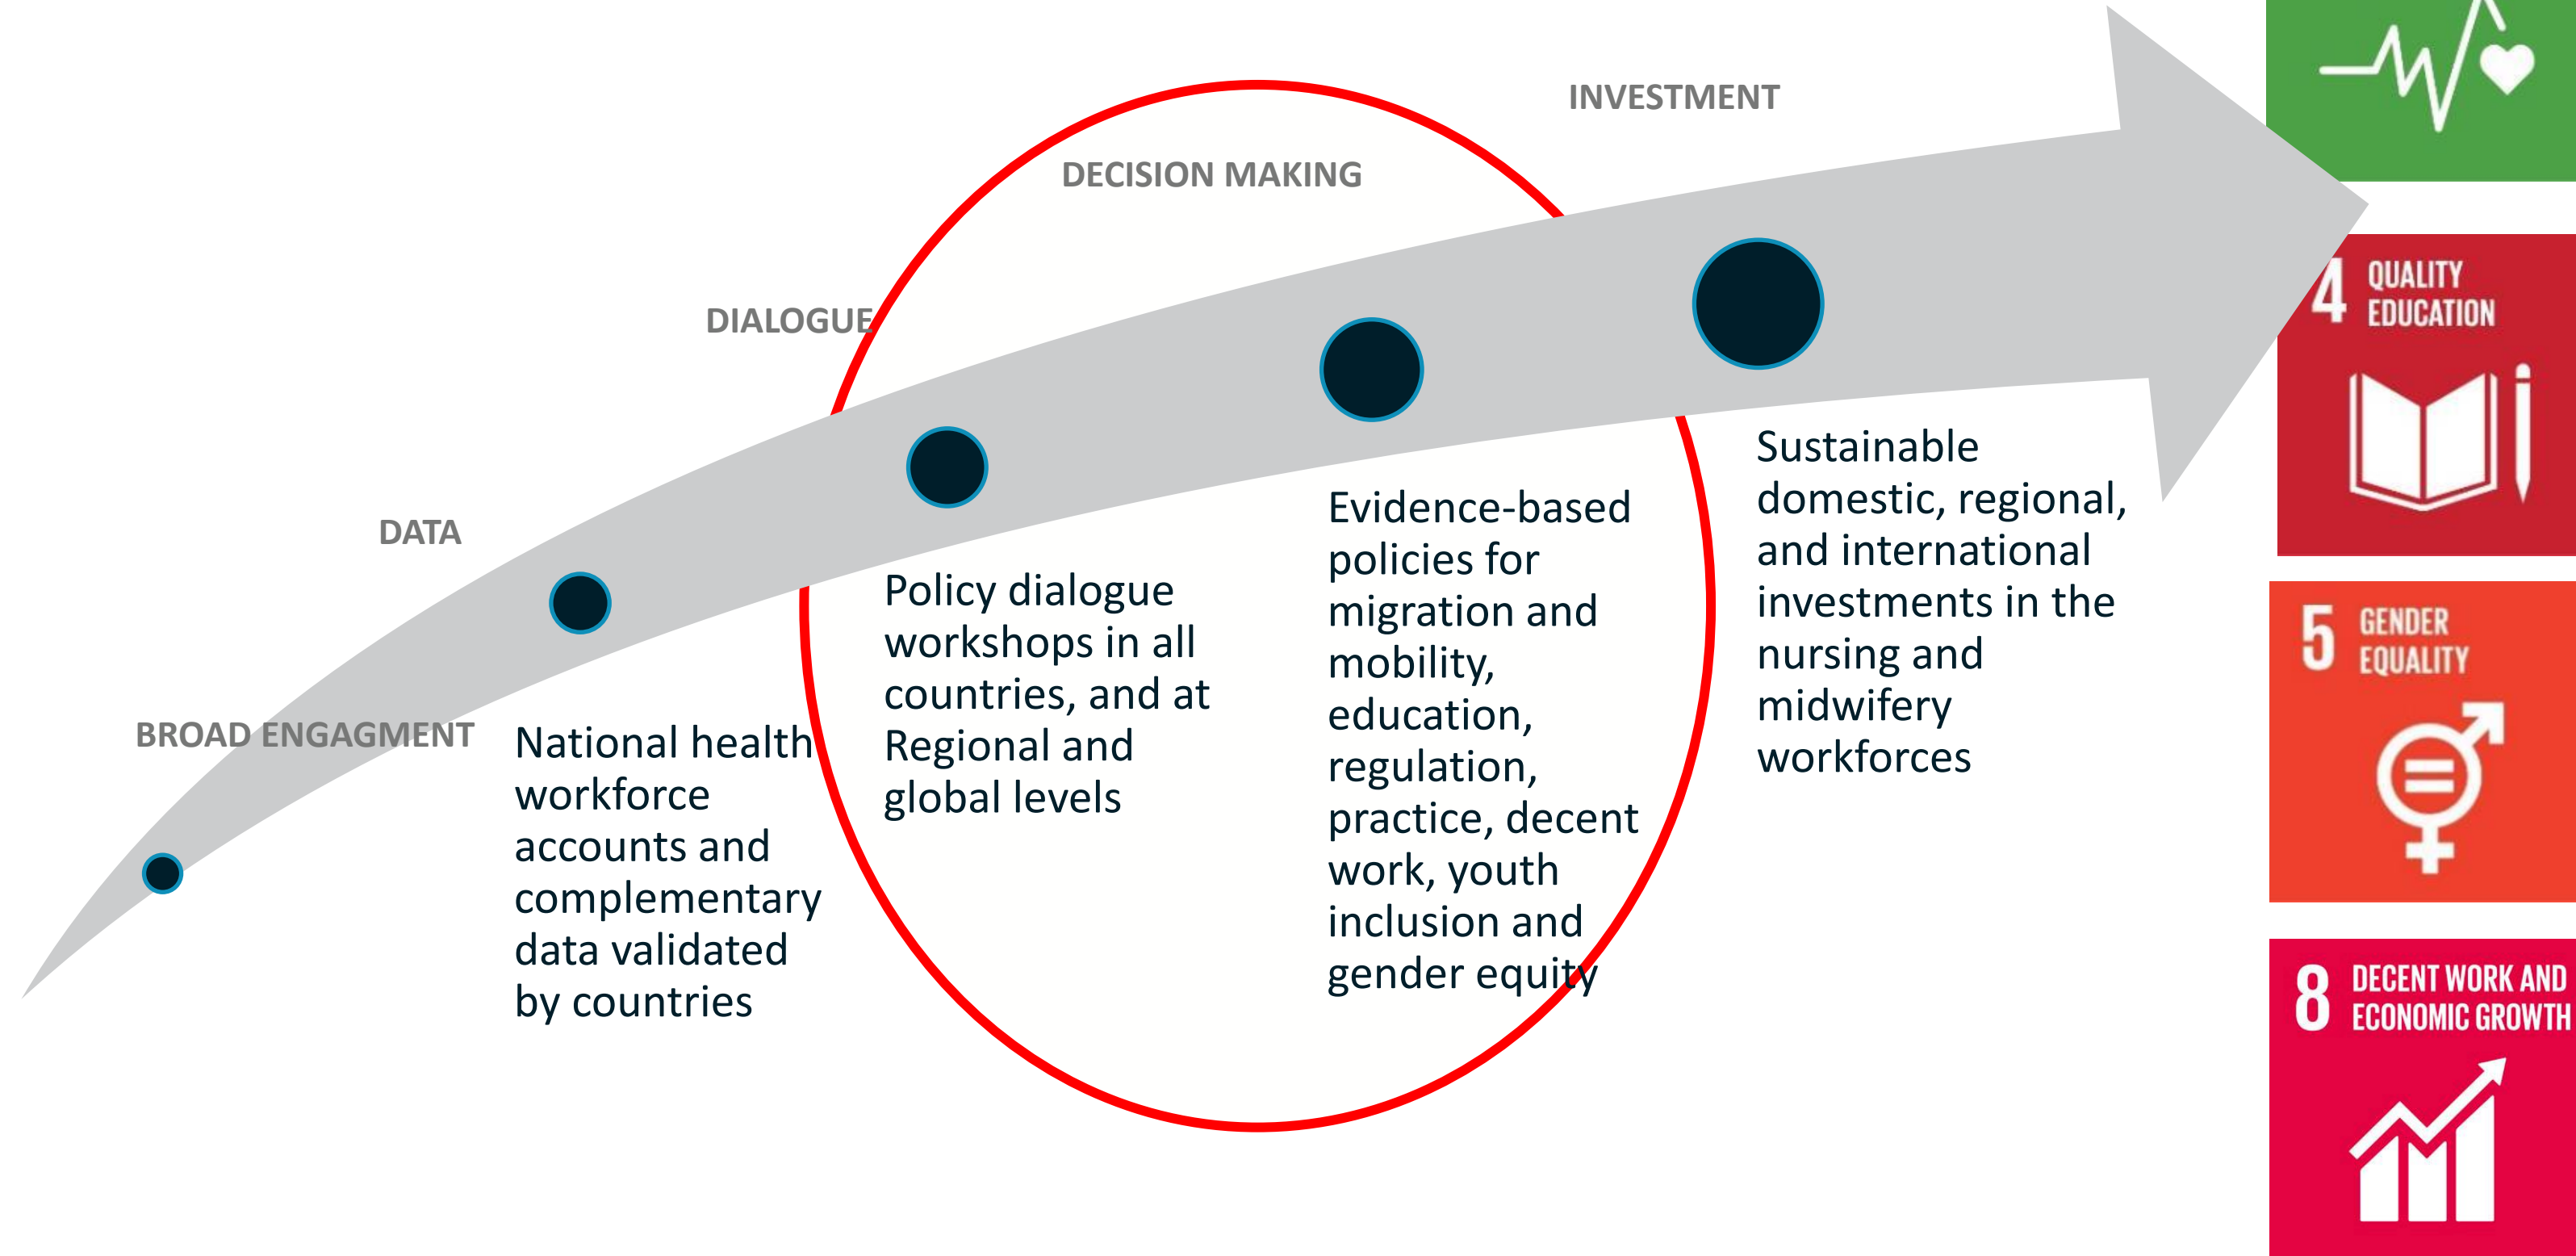 INVESTMENT
DECISION MAKING
DIALOGUE
DATA
BROAD ENGAGMENT
National health
workforce
accounts and
complementary
data validated
by countries
Policy dialogue
workshops in all
countries, and at
Regional and
global levels
Evidence-based
policies for
migration and
mobility,
education,
regulation,
practice, decent
work, youth
inclusion and
gender equity
Sustainable
domestic, regional,
and international
investments in the
nursing and
midwifery
workforces
4 QUALITY
EDUCATION
5 GENDER
EQUALITY
8 DECENT WORK AND
ECONOMIC GROWTH